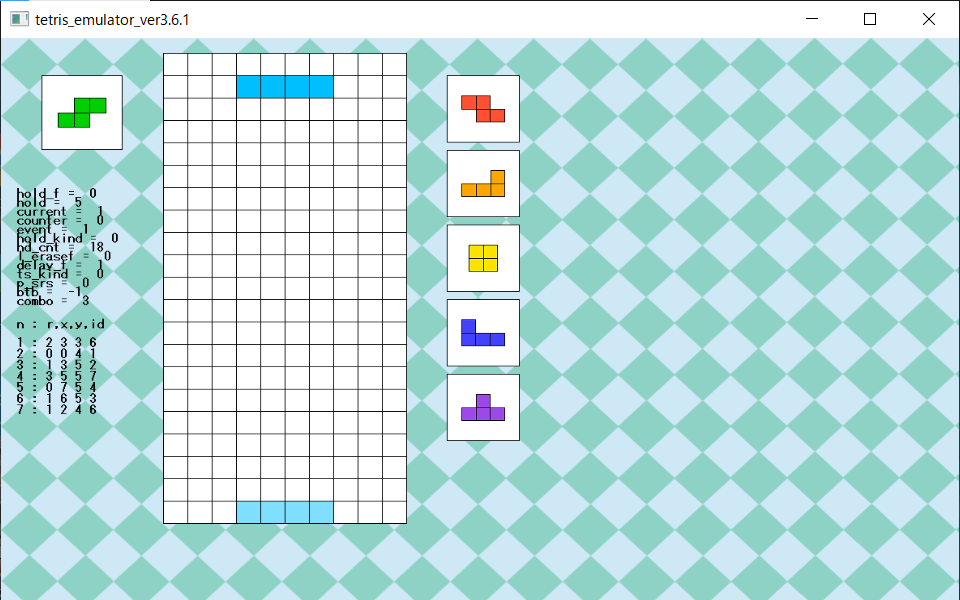 tetris_emulator_ver3.6.1
hold_f = 0
hold = 5
current = 1
counter = 0
event = 1
hold_kind = 0
hd_cnt = 18
l_erasef = 0
delay_f = 1
ts_kind = 0
p_srs = 0
btb = -1
combo = 3
n : r,x,y,id
1 : 2 3 3 6
2 : 0 0 4 1
3 : 1 3 5 2
4 : 3 5 5 7
5 : 0 7 5 4
6 : 1 6 5 3
7 : 1 2 4 6